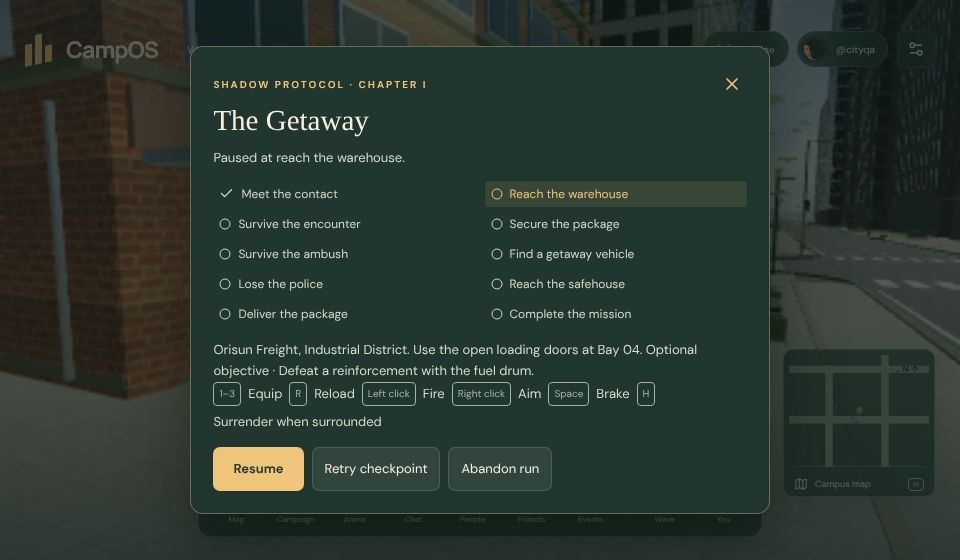 CampOS
@cityqa
SHADOW PROTOCOL · CHAPTER I
The Getaway
Paused at reach the warehouse.
Meet the contact
Reach the warehouse
Survive the encounter
Secure the package
Survive the ambush
Find a getaway vehicle
Lose the police
Reach the safehouse
Deliver the package
Complete the mission
Orisun Freight, Industrial District. Use the open loading doors at Bay 04. Optional
objective · Defeat a reinforcement with the fuel drum.
1–3 Equip R Reload Left click Fire Right click Aim Space Brake H
Surrender when surrounded
Resume Retry checkpoint Abandon run
N
Campus map M
Map Campaign Arena Chat People Friends Events Wave You